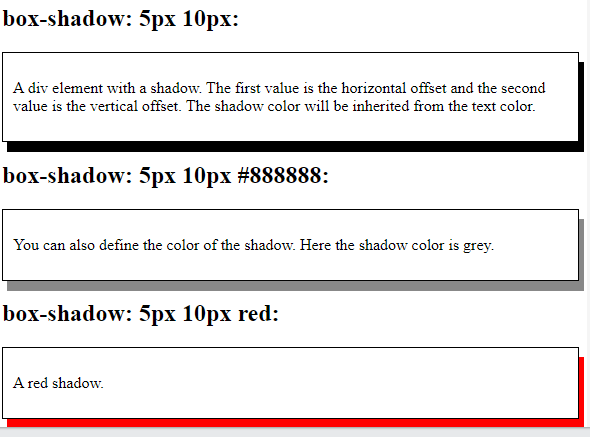 box-shadow: 5px 10px:
A div element with a shadow. The first value is the horizontal offset and the second
value is the vertical offset. The shadow color will be inherited from the text color.
box-shadow: 5px 10px #888888:
You can also define the color of the shadow. Here the shadow color is grey.
box-shadow: 5px 10px red:
A red shadow.